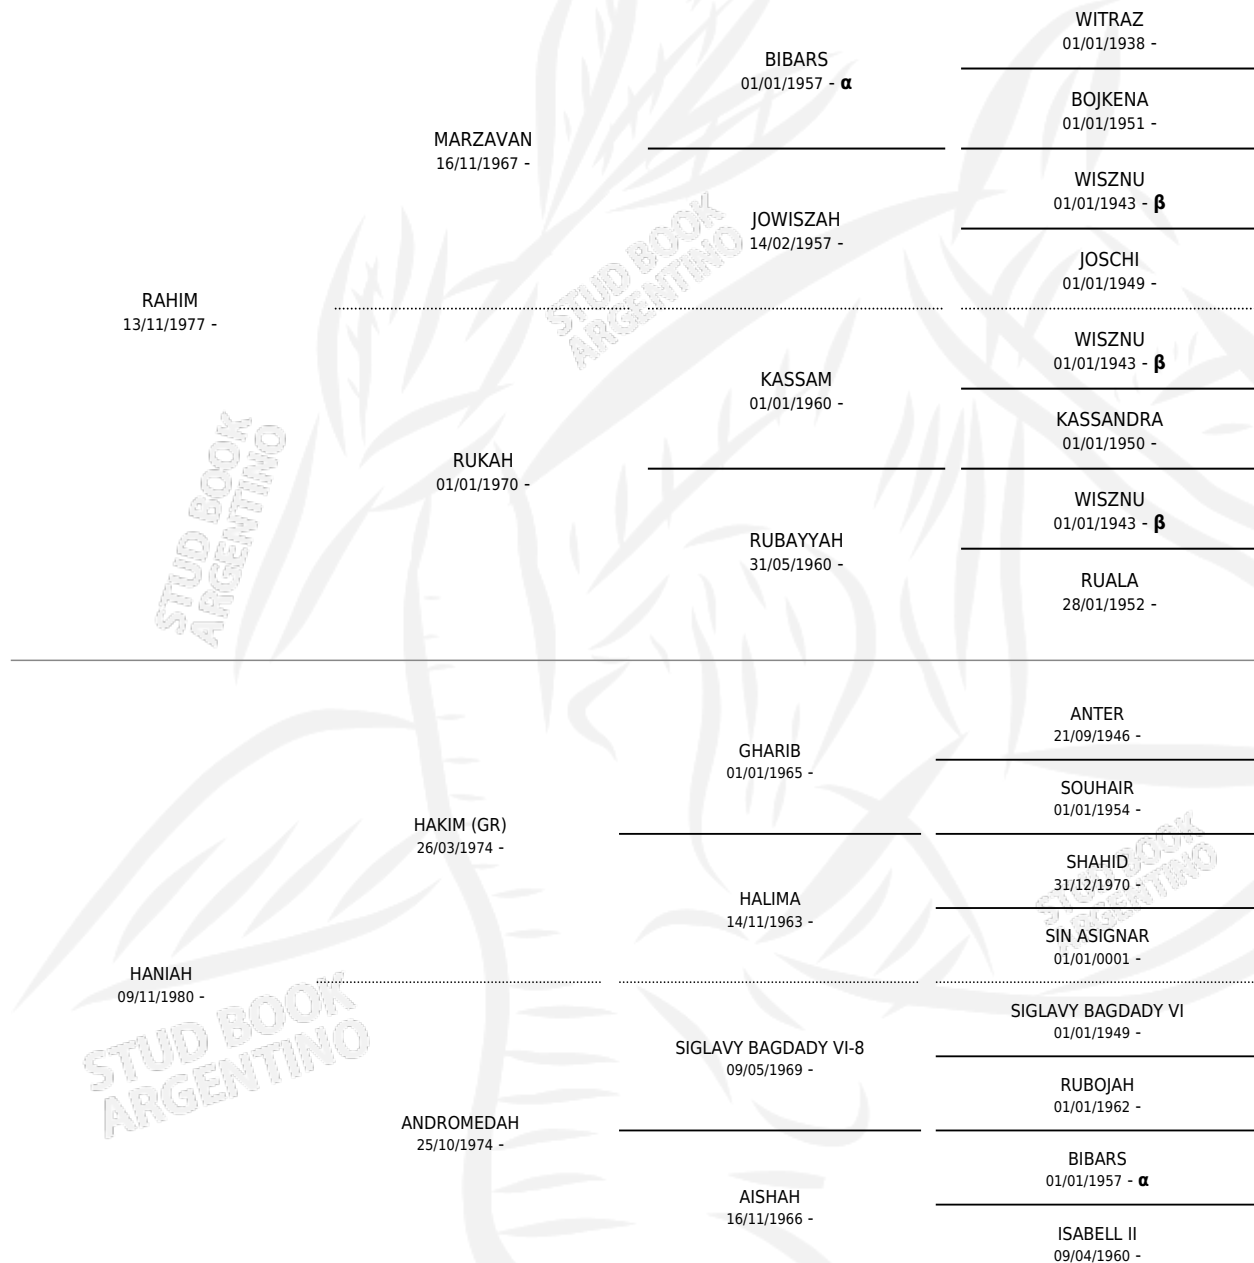 WITRAZ
01/01/1938 -
BIBARS
01/01/1957 - α
BOJKENA
01/01/1951 -
MARZAVAN
16/11/1967 -
WISZNU
01/01/1943 - β
JOWISZAH
14/02/1957 -
JOSCHI
01/01/1949 -
RAHIM
13/11/1977 -
WISZNU
01/01/1943 - β
KASSAM
01/01/1960 -
KASSANDRA
01/01/1950 -
RUKAH
01/01/1970 -
WISZNU
01/01/1943 - β
RUBAYYAH
31/05/1960 -
RUALA
28/01/1952 -
ANTER
21/09/1946 -
GHARIB
01/01/1965 -
SOUHAIR
01/01/1954 -
HAKIM (GR)
26/03/1974 -
SHAHID
31/12/1970 -
HALIMA
14/11/1963 -
SIN ASIGNAR
01/01/0001 -
HANIAH
09/11/1980 -
SIGLAVY BAGDADY VI
01/01/1949 -
SIGLAVY BAGDADY VI-8
09/05/1969 -
RUBOJAH
01/01/1962 -
ANDROMEDAH
25/10/1974 -
BIBARS
01/01/1957 - α
AISHAH
16/11/1966 -
ISABELL II
09/04/1960 -
STUD BOOK
ARGENTINO
STUD BOOK
ARGENTINO
STUD BOOK
ARGENTINO
STUD BOOK
ARGENTINO